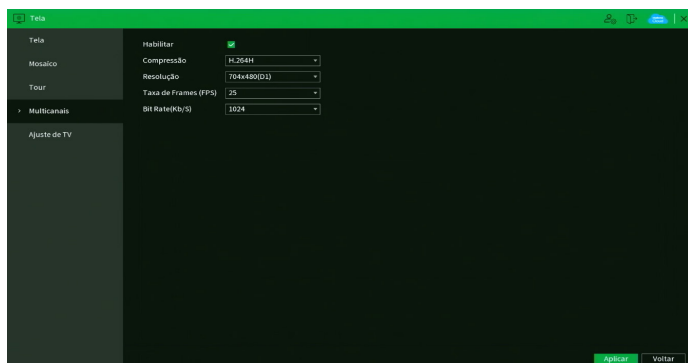 Tela
Tela
Mosaico
Tour
Multicanais
Ajuste de TV
Habilitar
Compressão H.264H
Resolução 704x480(D1)
Taxa de Frames (FPS) 25
Bit Rate(Kb/S) 1024
Aplicar Voltar